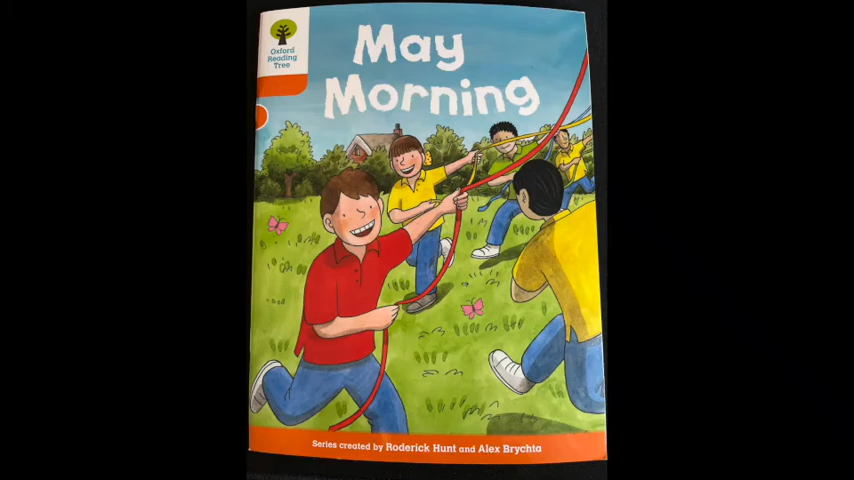 Oxford
Reading
Tree
May
Morning
Series created by Roderick Hunt and Alex Brychta